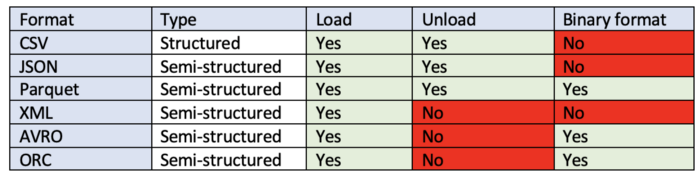 Format Type Load Unload Binary format
CSV Structured Yes Yes No
JSON Semi-structured Yes Yes No
Parquet Semi-structured Yes Yes Yes
XML Semi-structured Yes No No
AVRO Semi-structured Yes No Yes
ORC Semi-structured Yes No Yes